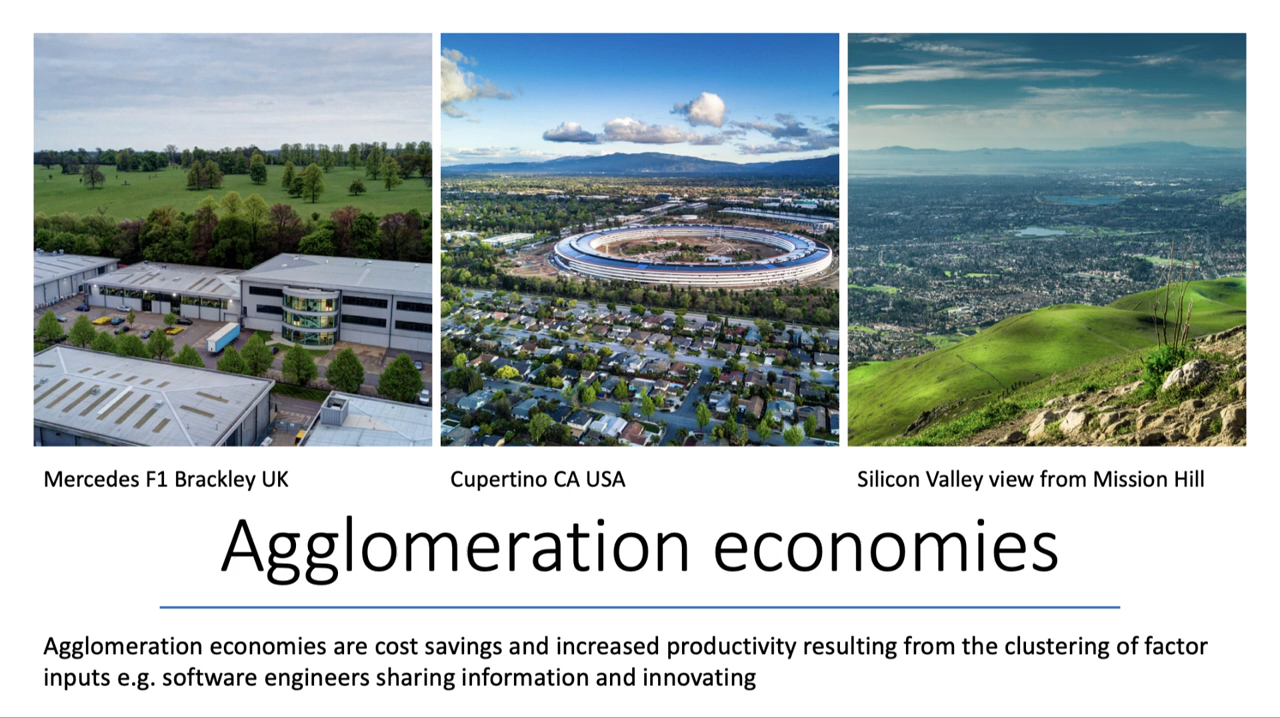 Mercedes F1 Brackley UK
Cupertino CA USA
Silicon Valley view from Mission Hill
Agglomeration economies
Agglomeration economies are cost savings and increased productivity resulting from the clustering of factor
inputs e.g. software engineers sharing information and innovating